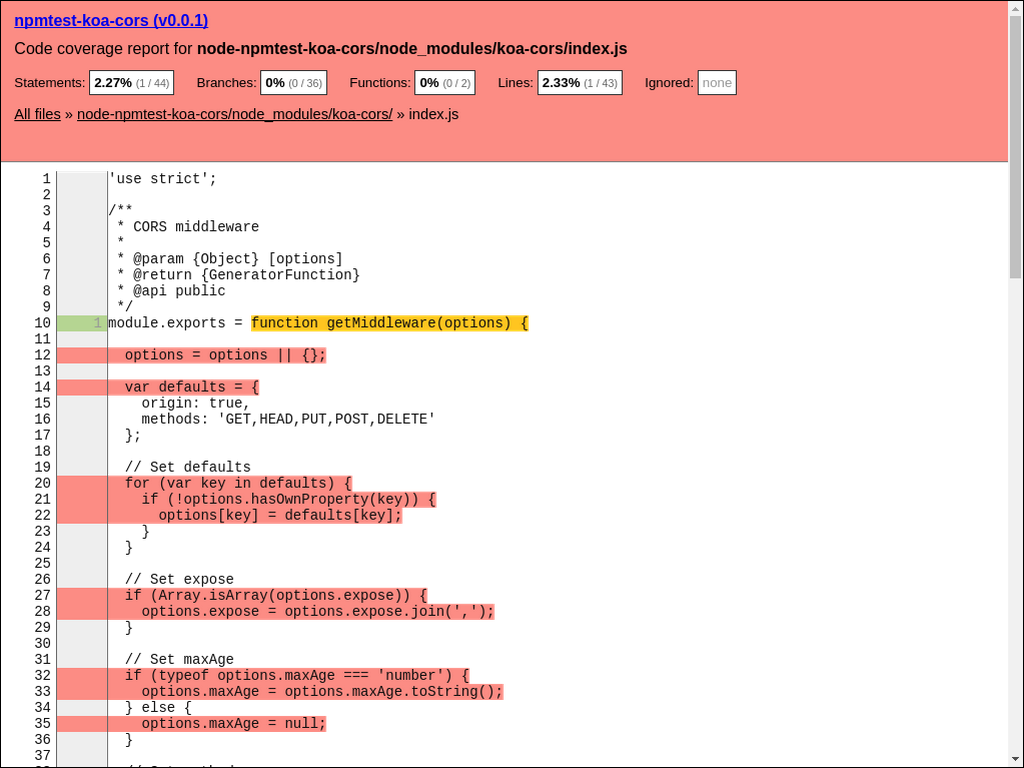 npmtest-koa-cors (v0.0.1)
Code coverage report for node-npmtest-koa-cors/node_modules/koa-cors/index.js
Statements: 2.27% (1 / 44) Branches: 0% (0 / 36) Functions: 0% (0 / 2) Lines: 2.33% (1 / 43) Ignored: none
All files » node-npmtest-koa-cors/node_modules/koa-cors/ » index.js
1 'use strict';
2
3 /**
4  * CORS middleware
5  *
6  * @param {Object} [options]
7  * @return {GeneratorFunction}
8  * @api public
9  */
10 1 module.exports = function getMiddleware(options) {
11
12   options = options || {};
13
14   var defaults = {
15     origin: true,
16     methods: 'GET,HEAD,PUT,POST,DELETE'
17   };
18
19   // Set defaults
20   for (var key in defaults) {
21     if (!options.hasOwnProperty(key)) {
22       options[key] = defaults[key];
23     }
24   }
25
26   // Set expose
27   if (Array.isArray(options.expose)) {
28     options.expose = options.expose.join(',');
29   }
30
31   // Set maxAge
32   if (typeof options.maxAge === 'number') {
33     options.maxAge = options.maxAge.toString();
34   } else {
35     options.maxAge = null;
36   }
37